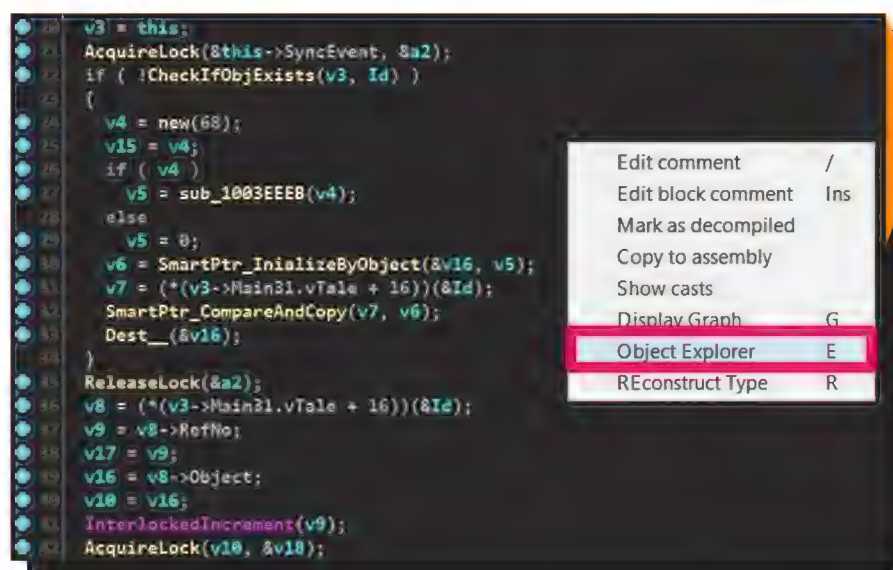 v3 = this;
AcquireLock(&this->SyncEvent, &a2);
if ( !CheckIfObjExists(v3, Id) )
{
v4 = new(68);
v15 = v4;
if ( v4 )
v5 = sub_1003EEEB(v4);
else
v5 = 0;
v6 = SmartPtr_InializeByObject(&v16, v5);
v7 = (*(v3->Main31.vTale + 16))(&Id);
SmartPtr_CompareAndCopy(v7, v6);
Dest__(&v16);
}
ReleaseLock(&a2);
v8 = (*(v3->Main31.vTale + 16))(&Id);
v9 = v8->RefNo;
v17 = v9;
v16 = v8->Object;
v10 = v16;
InterlockedIncrement(v9);
AcquireLock(v10, &v18);
Edit comment /
Edit block comment Ins
Mark as decompiled
Copy to assembly
Show casts
Display Graph G
Object Explorer E
REconstruct Type R